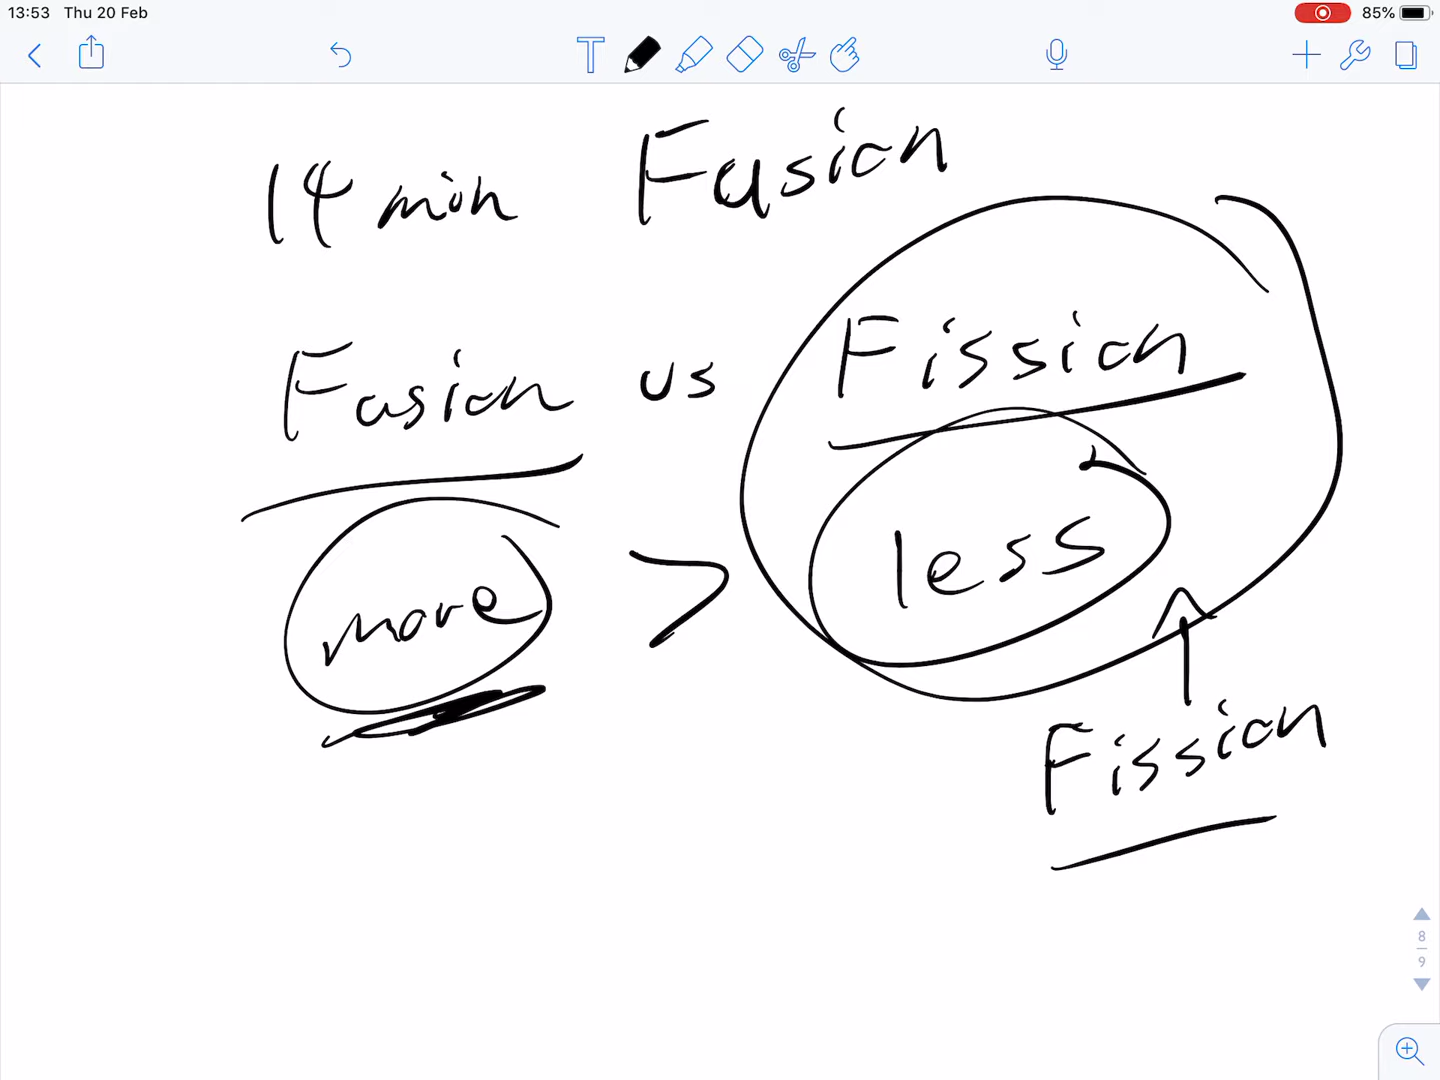 13:53 Thu 20 Feb 85%
T
14 min Fusion
Fusion vs Fission
more > less
Fission
8
9